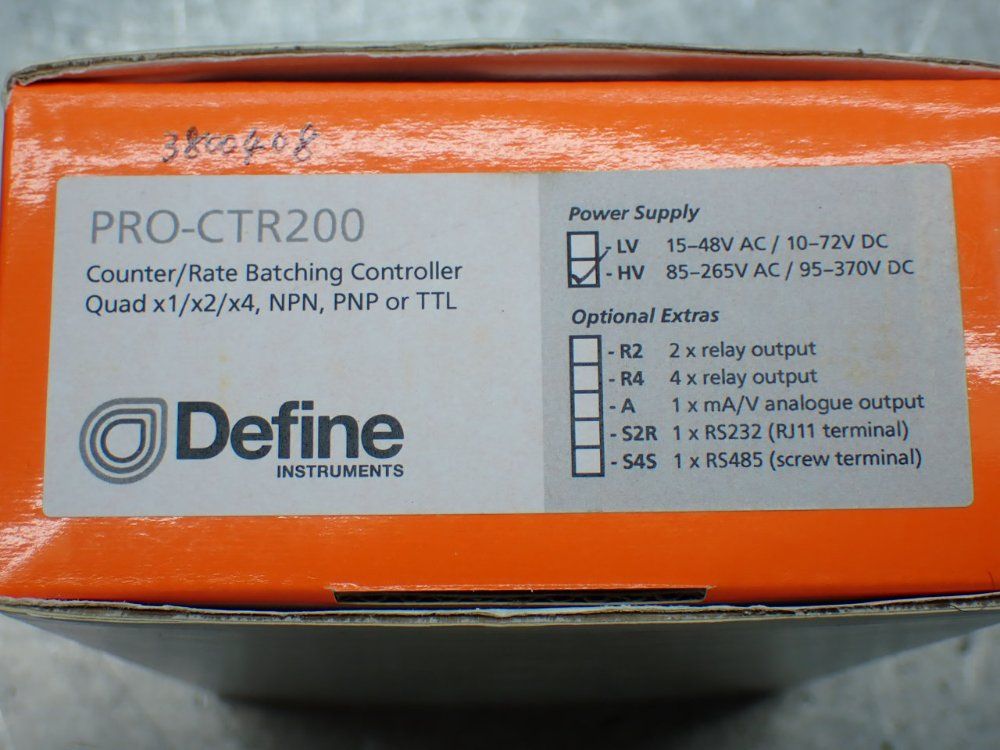 3800408
PRO-CTR200
Counter/Rate Batching Controller
Quad x1/x2/x4, NPN, PNP or TTL
Define
INSTRUMENTS
Power Supply
- LV 15–48V AC / 10–72V DC
- HV 85–265V AC / 95–370V DC
Optional Extras
- R2 2 x relay output
- R4 4 x relay output
- A 1 x mA/V analogue output
- S2R 1 x RS232 (RJ11 terminal)
- S4S 1 x RS485 (screw terminal)